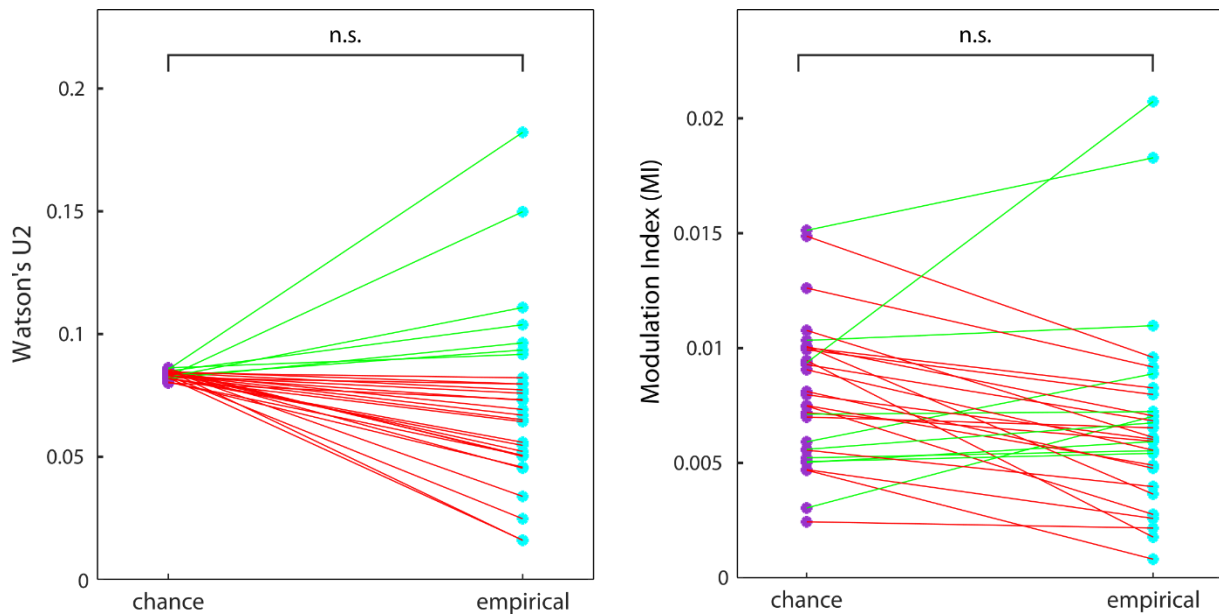 n.s.
0.2
0.15
0.1
0.05
0
Watson's U2
chance
empirical
n.s.
0.02
0.015
0.01
0.005
0
Modulation Index (MI)
chance
empirical